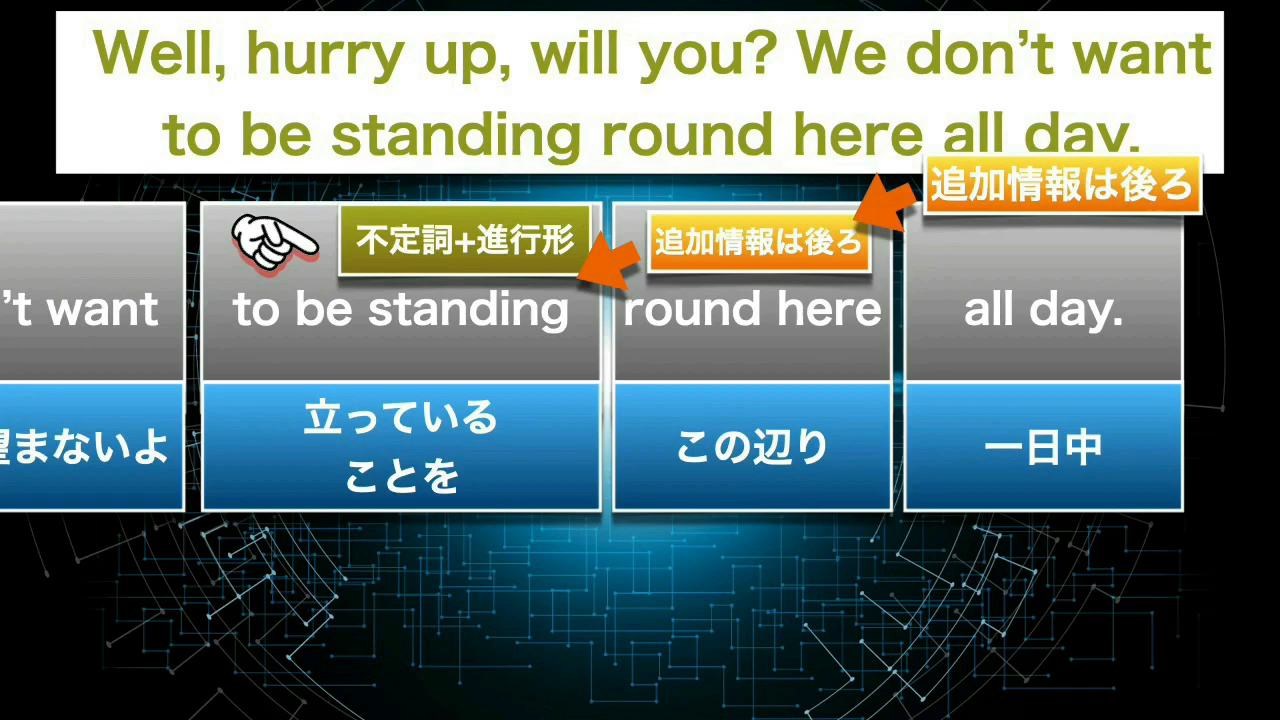 Well, hurry up, will you? We don’t want
to be standing round here all day.
追加情報は後ろ
不定詞+進行形
追加情報は後ろ
’t want
to be standing
round here
all day.
望まないよ
立っている
ことを
この辺り
一日中